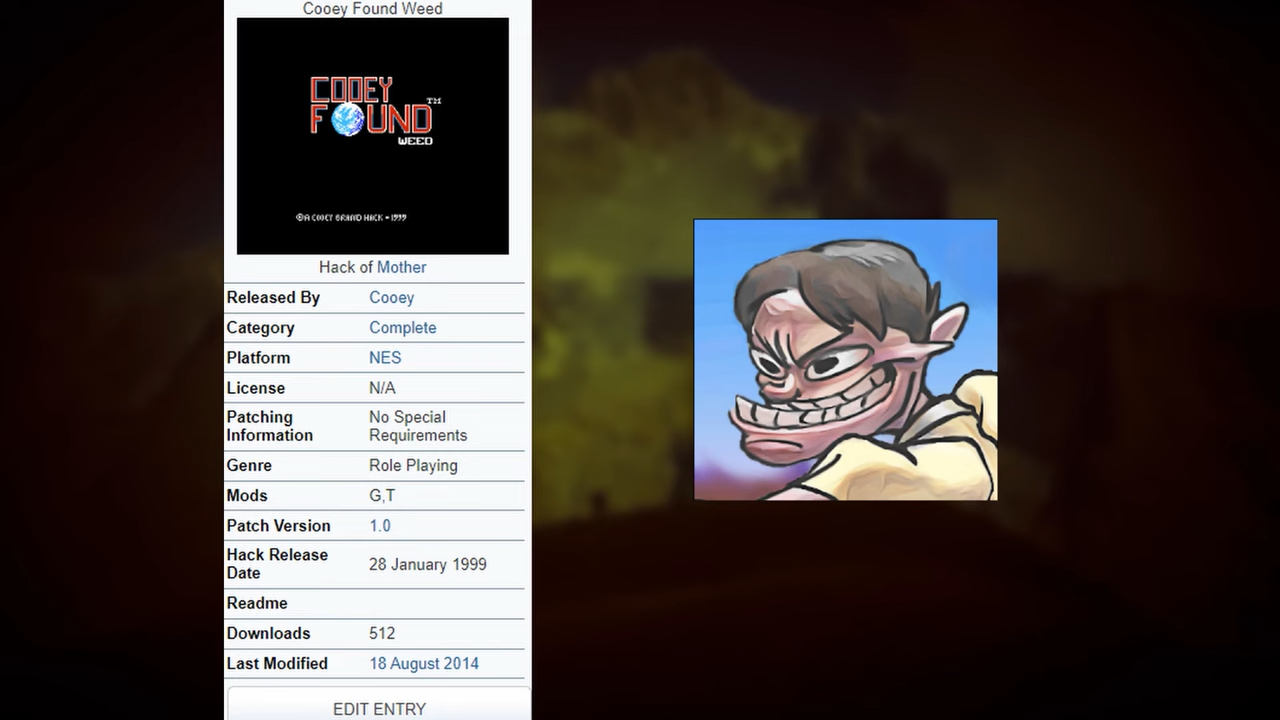 Cooey Found Weed
COOEY
FOUND™
WEED
©A COOEY BRAND HACK - 1999
Hack of Mother
Released By Cooey
Category Complete
Platform NES
License N/A
Patching Information No Special Requirements
Genre Role Playing
Mods G,T
Patch Version 1.0
Hack Release Date 28 January 1999
Readme
Downloads 512
Last Modified 18 August 2014
EDIT ENTRY